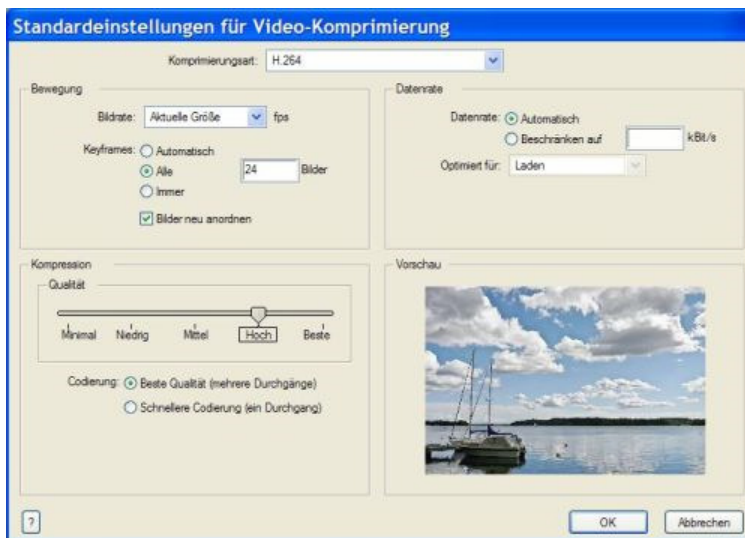 Standardeinstellungen für Video-Komprimierung
Komprimierungsart: H.264
Bewegung
Bildrate: Aktuelle Größe fps
Keyframes: Automatisch
Alle 24 Bilder
Immer
Bilder neu anordnen
Datenrate
Datenrate: Automatisch
Beschränken auf kBit/s
Optimiert für: Laden
Kompression
Qualität
Minimal Niedrig Mittel Hoch Beste
Codierung: Beste Qualität (mehrere Durchgänge)
Schnellere Codierung (ein Durchgang)
Vorschau
? OK Abbrechen